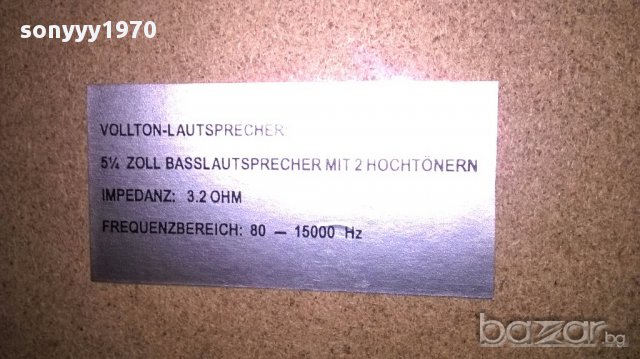 sonyyy1970
VOLLTON-LAUTSPRECHER
5¼ ZOLL BASSLAUTSPRECHER MIT 2 HOCHTÖNERN
IMPEDANZ: 3.2 OHM
FREQUENZBEREICH: 80 — 15000 Hz
bazar.bg